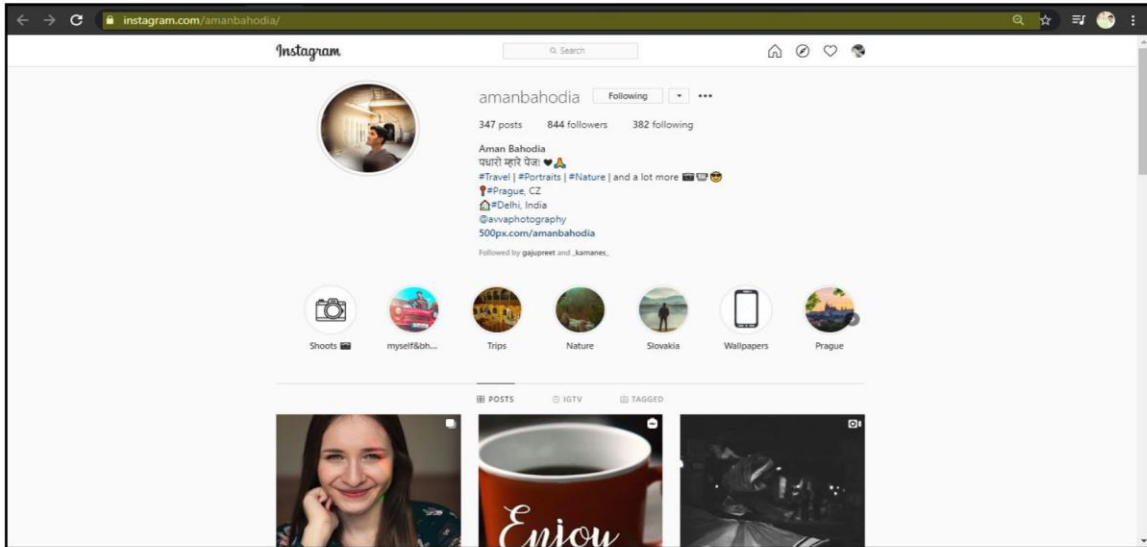 instagram.com/amanbahodia/
Instagram
Search
amanbahodia Following
347 posts 844 followers 382 following
Aman Bahodia
पधारो म्हारे पेज! ♥🙏
#Travel | #Portraits | #Nature | and a lot more 📷📽😎
📍#Prague, CZ
🏠#Delhi, India
@avvaphotography
500px.com/amanbahodia
Followed by gajupreet and _kamanes_
Shoots 📷 myself&bh... Trips Nature Slovakia Wallpapers Prague
POSTS IGTV TAGGED
Enjoy